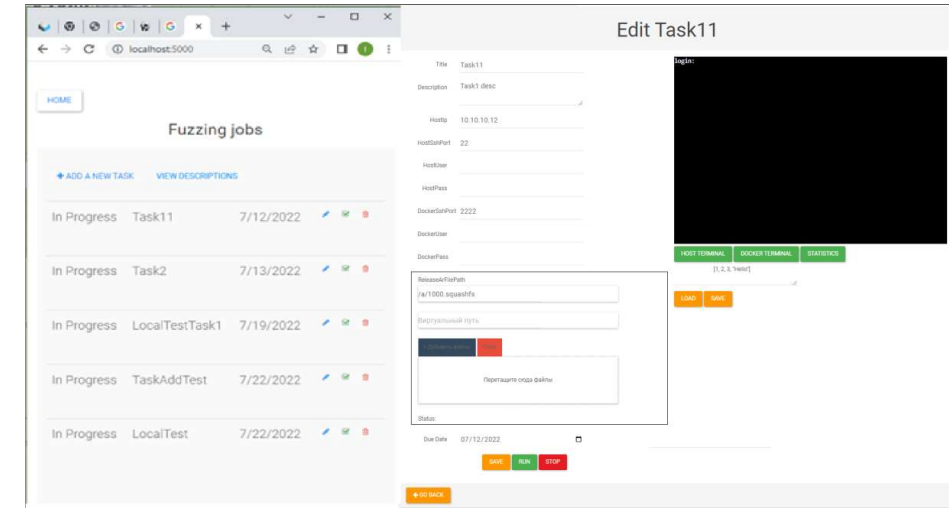 localhost:5000
HOME
Fuzzing jobs
+ ADD A NEW TASK VIEW DESCRIPTIONS
In Progress Task11 7/12/2022
In Progress Task2 7/13/2022
In Progress LocalTestTask1 7/19/2022
In Progress TaskAddTest 7/22/2022
In Progress LocalTest 7/22/2022
Edit Task11
Title Task11
Description Task1 desc
HostIp 10.10.10.12
HostSshPort 22
HostUser
HostPass
DockerSshPort 2222
DockerUser
DockerPass
ReleaseArFilePath
/a/1000.squashfs
Виртуальный путь
Перетащите сюда файлы
Status:
Due Date 07/12/2022
SAVE RUN STOP
GO BACK
login:
HOST TERMINAL DOCKER TERMINAL STATISTICS
[1, 2, 3, "Hello"]
LOAD SAVE